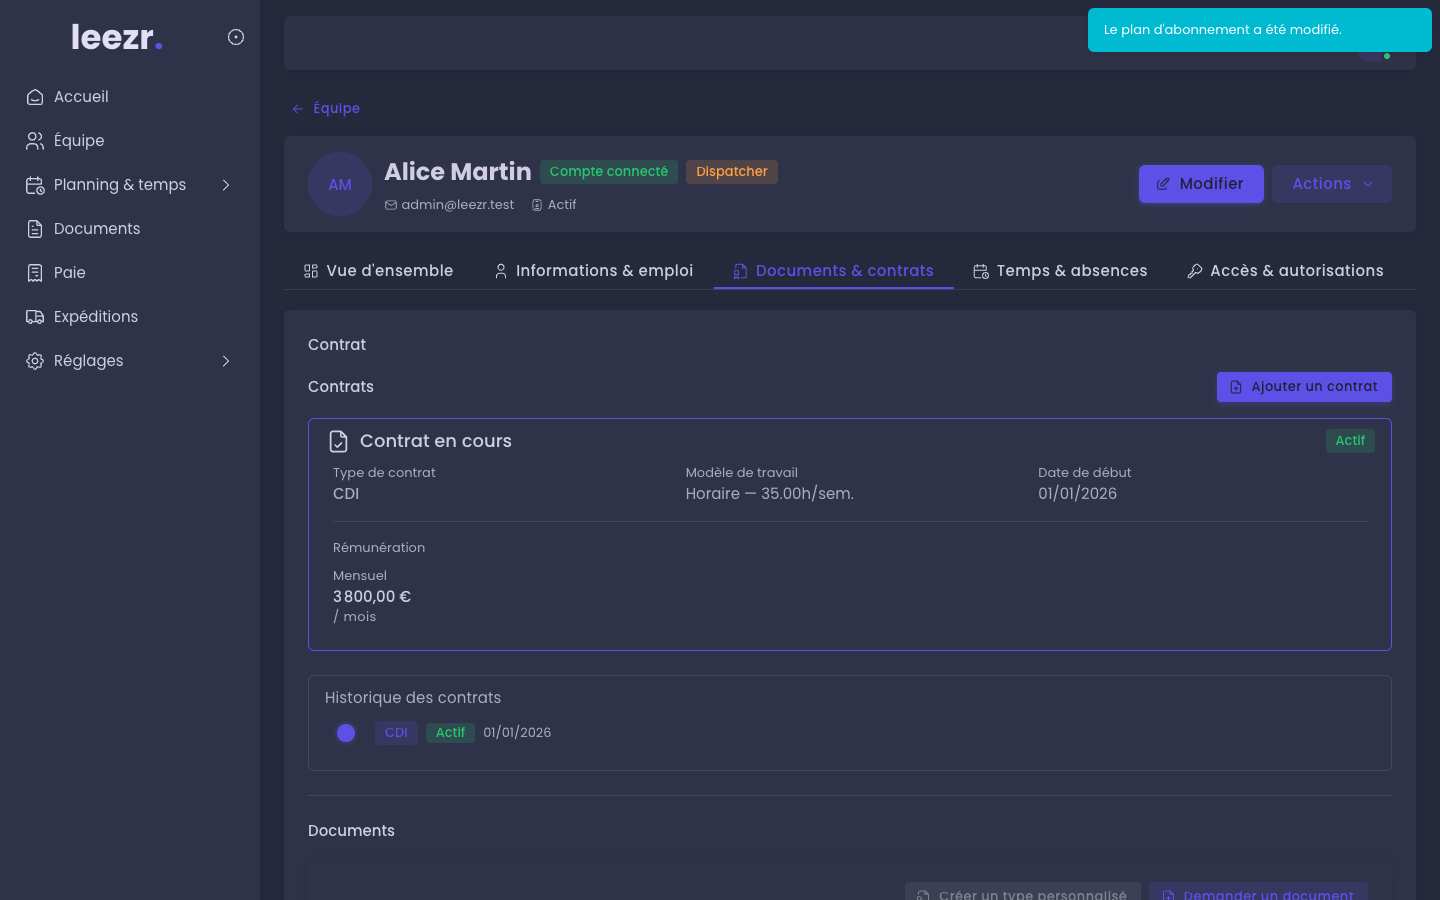 leezr.
Le plan d'abonnement a été modifié.
Accueil
Équipe
Planning & temps
Documents
Paie
Expéditions
Réglages
Équipe
AM
Alice Martin
Compte connecté
Dispatcher
admin@leezr.test
Actif
Modifier
Actions
Vue d'ensemble
Informations & emploi
Documents & contrats
Temps & absences
Accès & autorisations
Contrat
Contrats
Ajouter un contrat
Contrat en cours
Actif
Type de contrat
Modèle de travail
Date de début
CDI
Horaire — 35.00h/sem.
01/01/2026
Rémunération
Mensuel
3 800,00 €
/ mois
Historique des contrats
CDI
Actif
01/01/2026
Documents
Créer un type personnalisé
Demander un document